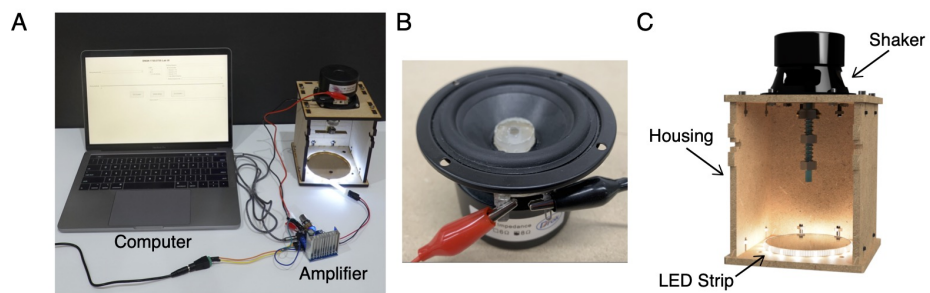 A
B
C
Computer
Amplifier
Housing
Shaker
LED Strip